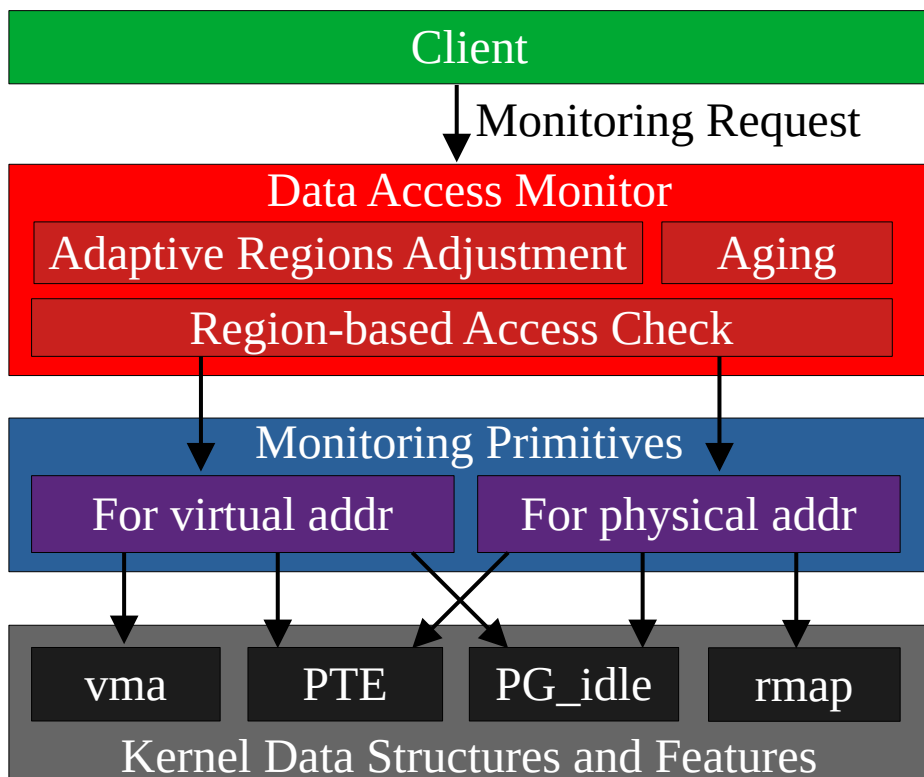 Client
Monitoring Request
Data Access Monitor
Adaptive Regions Adjustment
Aging
Region-based Access Check
Monitoring Primitives
For virtual addr
For physical addr
vma
PTE
PG_idle
rmap
Kernel Data Structures and Features